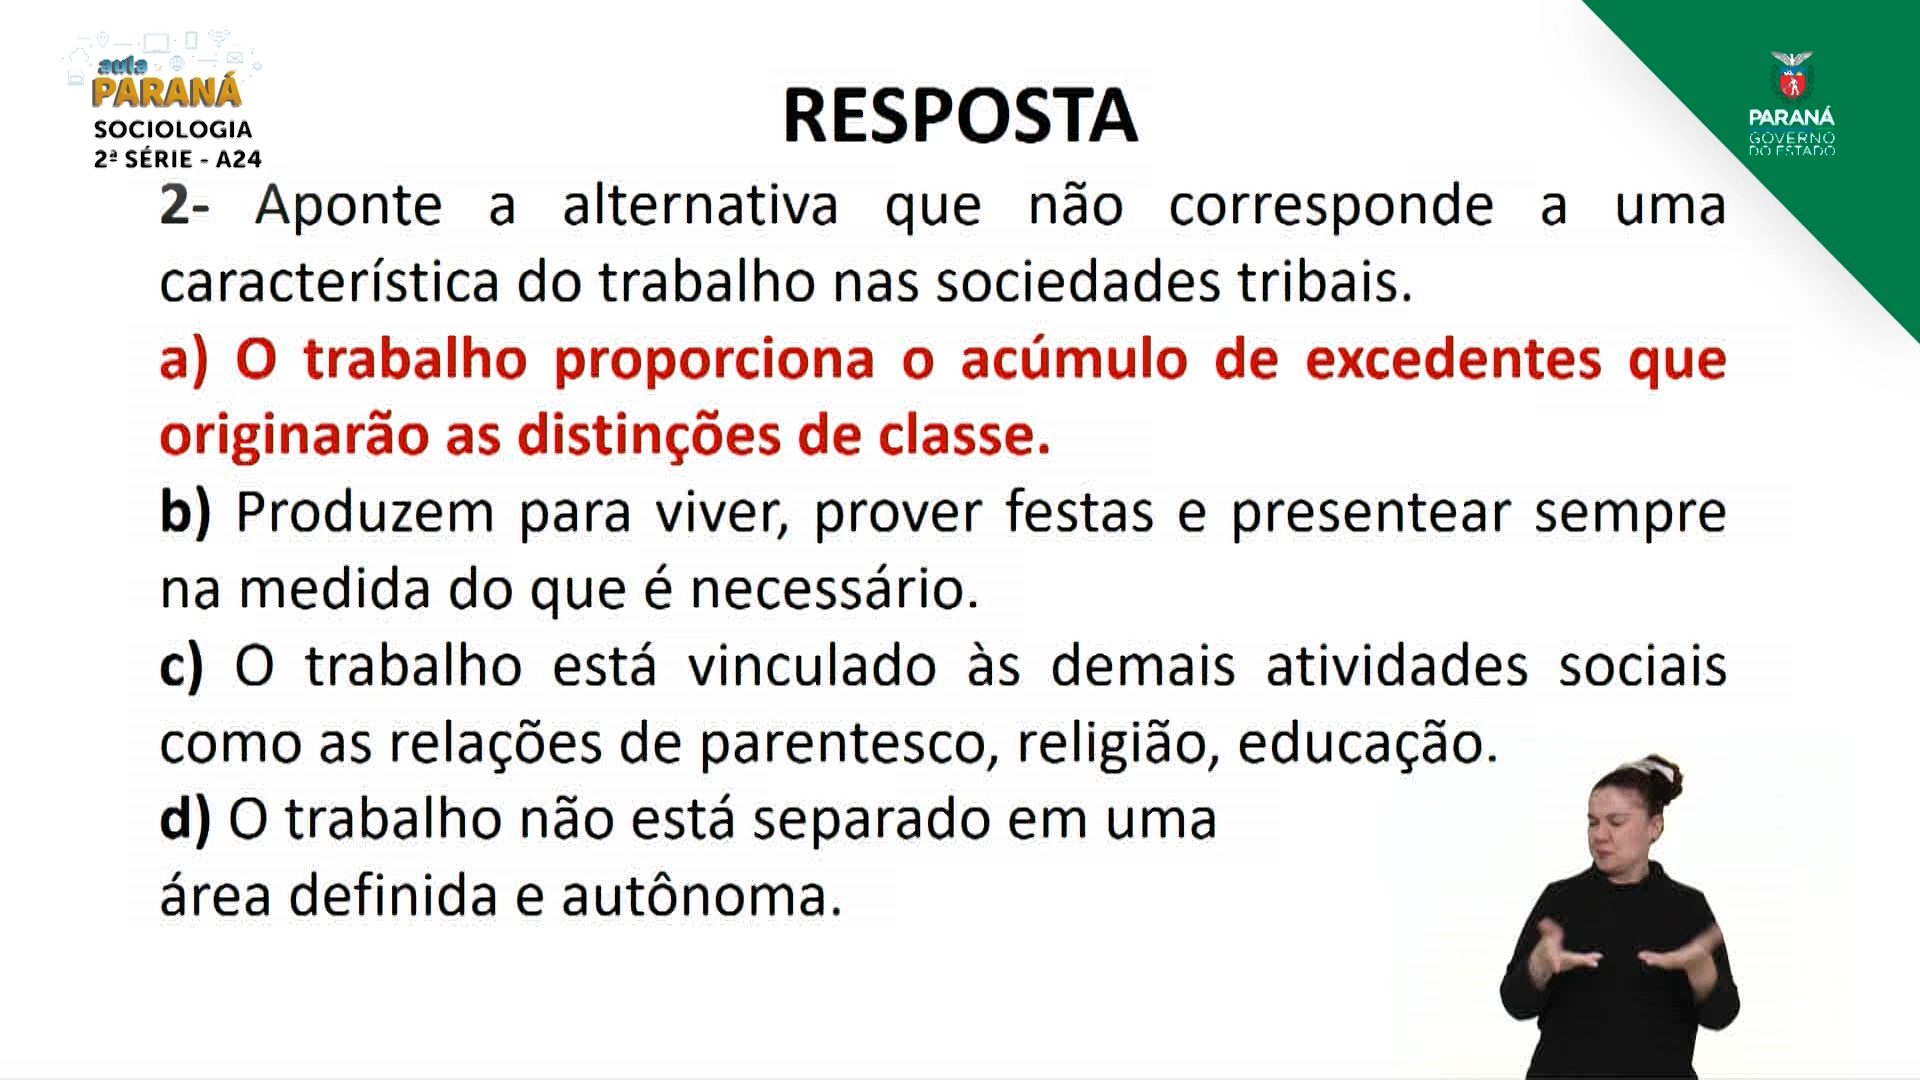 aula
PARANÁ
SOCIOLOGIA
2ª SÉRIE - A24
PARANÁ
GOVERNO
DO ESTADO
RESPOSTA
2- Aponte a alternativa que não corresponde a uma
característica do trabalho nas sociedades tribais.
a) O trabalho proporciona o acúmulo de excedentes que
originarão as distinções de classe.
b) Produzem para viver, prover festas e presentear sempre
na medida do que é necessário.
c) O trabalho está vinculado às demais atividades sociais
como as relações de parentesco, religião, educação.
d) O trabalho não está separado em uma
área definida e autônoma.